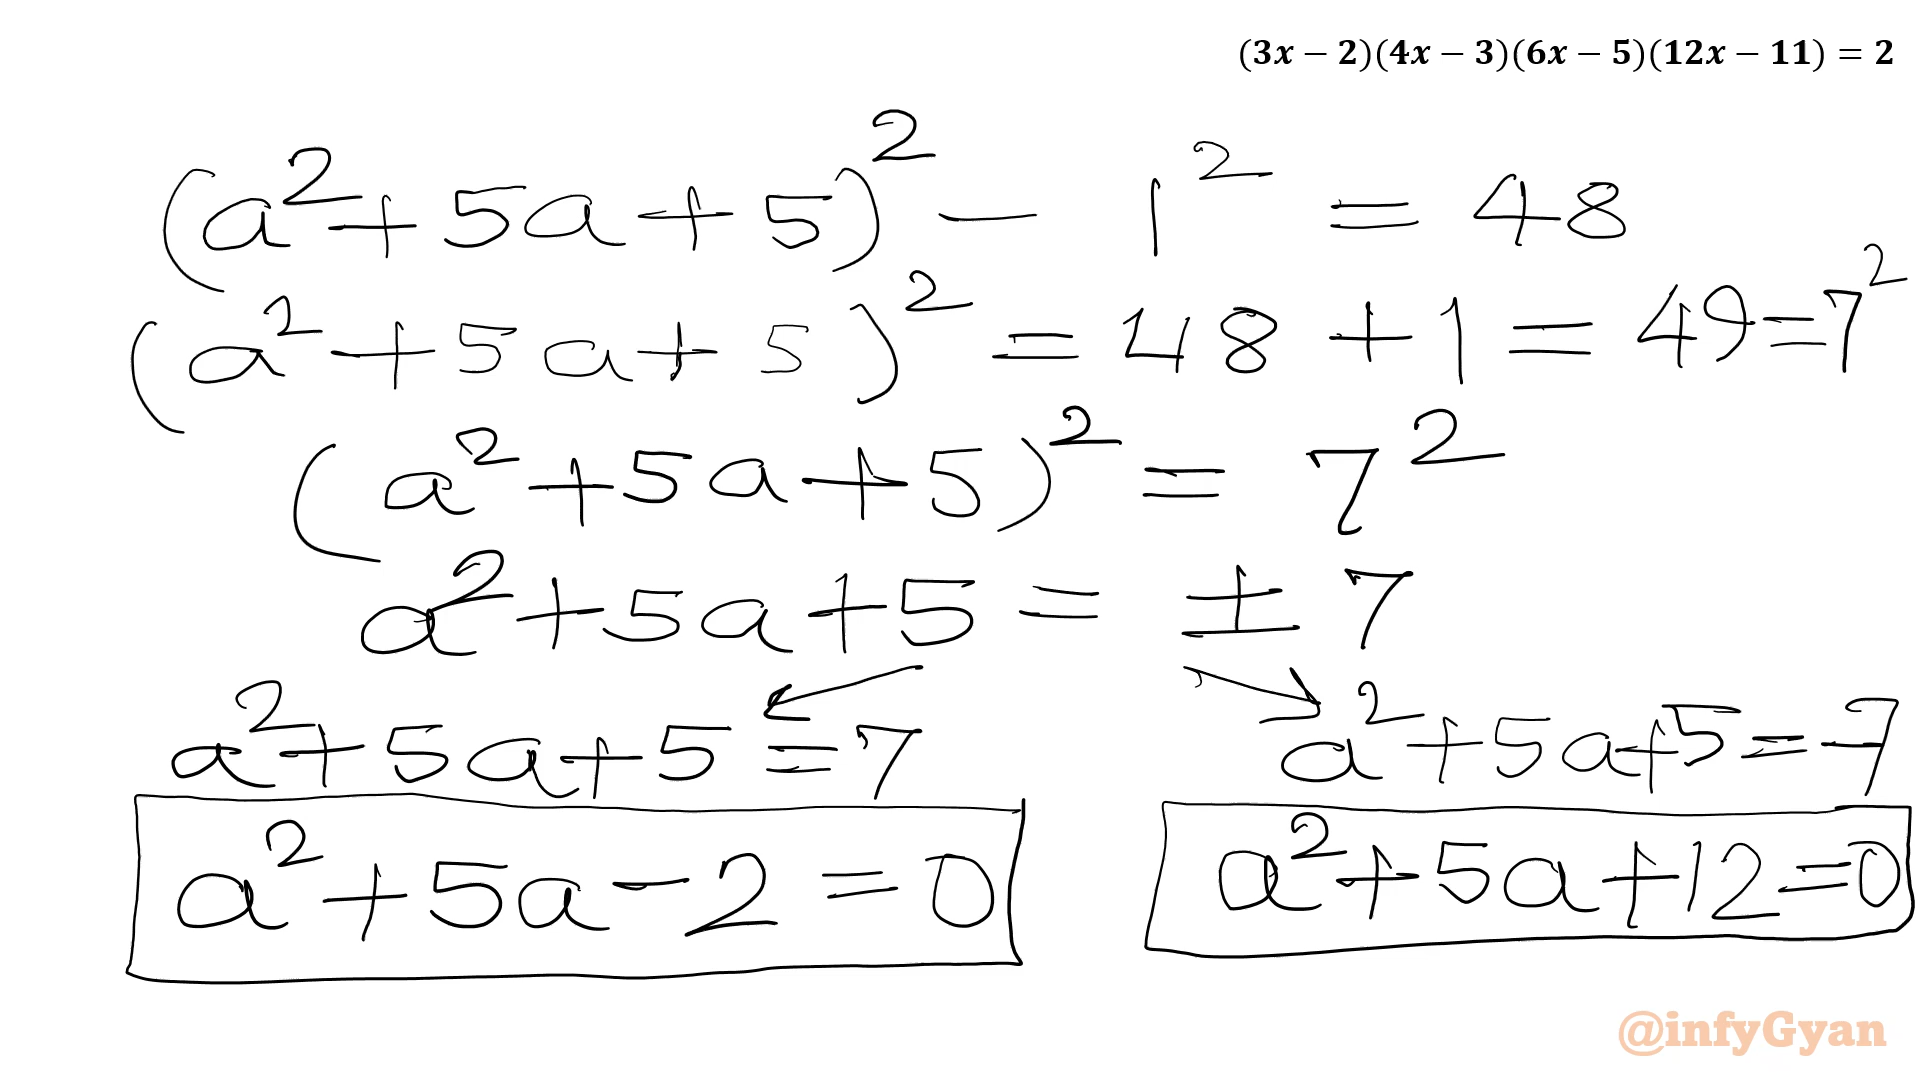 (3x − 2)(4x − 3)(6x − 5)(12x − 11) = 2
(a² + 5a + 5)² − 1² = 48
(a² + 5a + 5)² = 48 + 1 = 49 = 7²
(a² + 5a + 5)² = 7²
a² + 5a + 5 = ± 7
a² + 5a + 5 = 7
a² + 5a + 5 = −7
a² + 5a − 2 = 0
a² + 5a + 12 = 0
@infyGyan